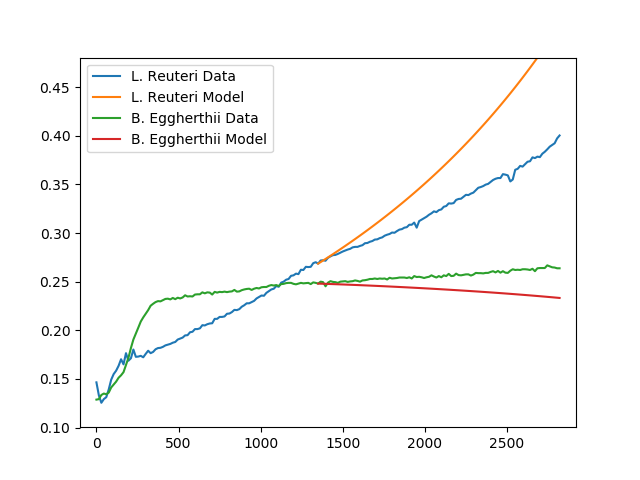 L. Reuteri Data
L. Reuteri Model
B. Eggherthii Data
B. Eggherthii Model
0.45
0.40
0.35
0.30
0.25
0.20
0.15
0.10
0 500 1000 1500 2000 2500